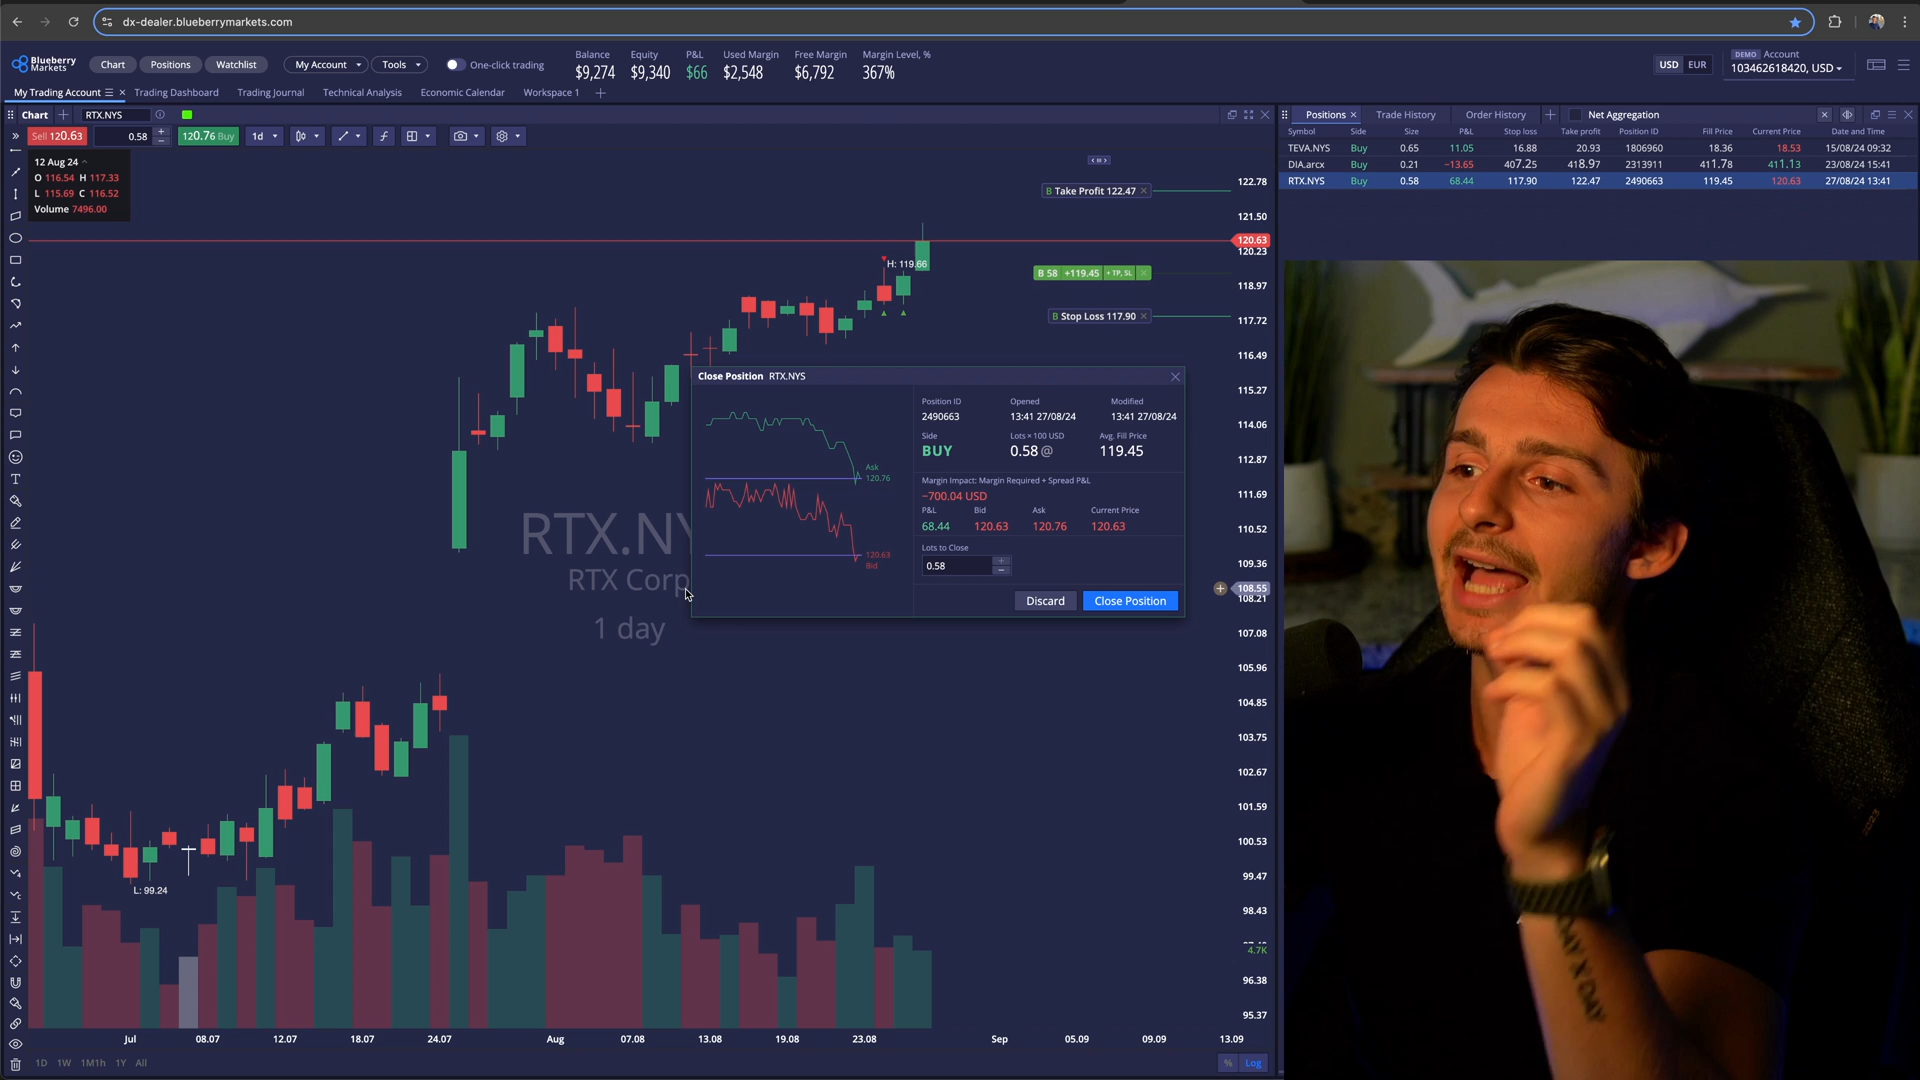 dx-dealer.blueberrymarkets.com
Blueberry Markets
Chart
Positions
Watchlist
My Account
Tools
One-click trading
Balance
$9,274
Equity
$9,340
P&L
$66
Used Margin
$2,548
Free Margin
$6,792
Margin Level, %
367%
USD EUR
DEMO Account
103462618420, USD
My Trading Account
Trading Dashboard
Trading Journal
Technical Analysis
Economic Calendar
Workspace 1
Chart
RTX.NYS
Sell 120.63
0.58
120.76 Buy
1d
12 Aug 24
O 116.54 H 117.33
L 115.69 C 116.52
Volume 7496.00
B Take Profit 122.47
H: 119.66
B 58 +119.45 + TP, SL
B Stop Loss 117.90
122.78
121.50
120.63
120.23
118.97
117.72
116.49
115.27
114.06
112.87
111.69
110.52
109.36
108.55
108.21
107.08
105.96
104.85
103.75
102.67
101.59
100.53
99.47
98.43
4.7K
96.38
95.37
RTX.NY
RTX Corp
1 day
L: 99.24
Close Position RTX.NYS
Ask
120.76
120.63
Bid
Position ID
2490663
Opened
13:41 27/08/24
Modified
13:41 27/08/24
Side
BUY
Lots × 100 USD
0.58 @
Avg. Fill Price
119.45
Margin Impact: Margin Required + Spread P&L
−700.04 USD
P&L Bid Ask Current Price
68.44 120.63 120.76 120.63
Lots to Close
0.58
Discard
Close Position
Jul 08.07 12.07 18.07 24.07 Aug 07.08 13.08 19.08 23.08 Sep 05.09 09.09 13.09
1D 1W 1M1h 1Y All
% Log
Positions
Trade History
Order History
Net Aggregation
Symbol Side Size P&L Stop loss Take profit Position ID Fill Price Current Price Date and Time
TEVA.NYS Buy 0.65 11.05 16.88 20.93 1806960 18.36 18.53 15/08/24 09:32
DIA.arcx Buy 0.21 −13.65 407.25 418.97 2313911 411.78 411.13 23/08/24 15:41
RTX.NYS Buy 0.58 68.44 117.90 122.47 2490663 119.45 120.63 27/08/24 13:41
DAY X DAY